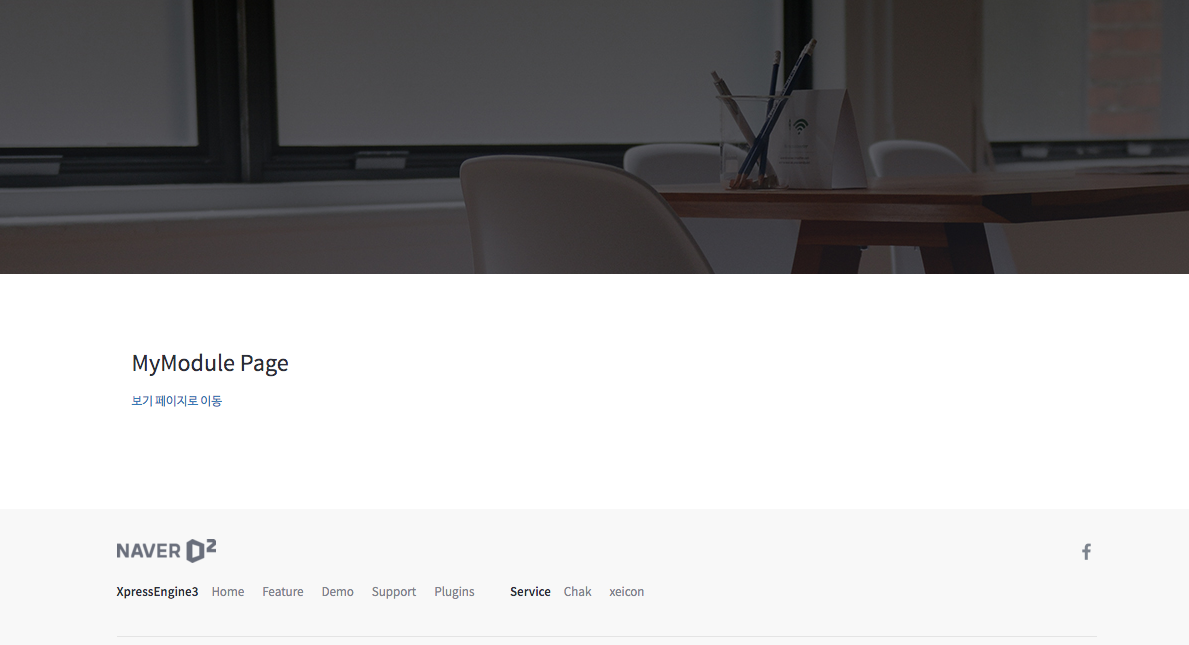 MyModule Page
보기 페이지로 이동
NAVER D2
XpressEngine3 Home Feature Demo Support Plugins Service Chak xeicon